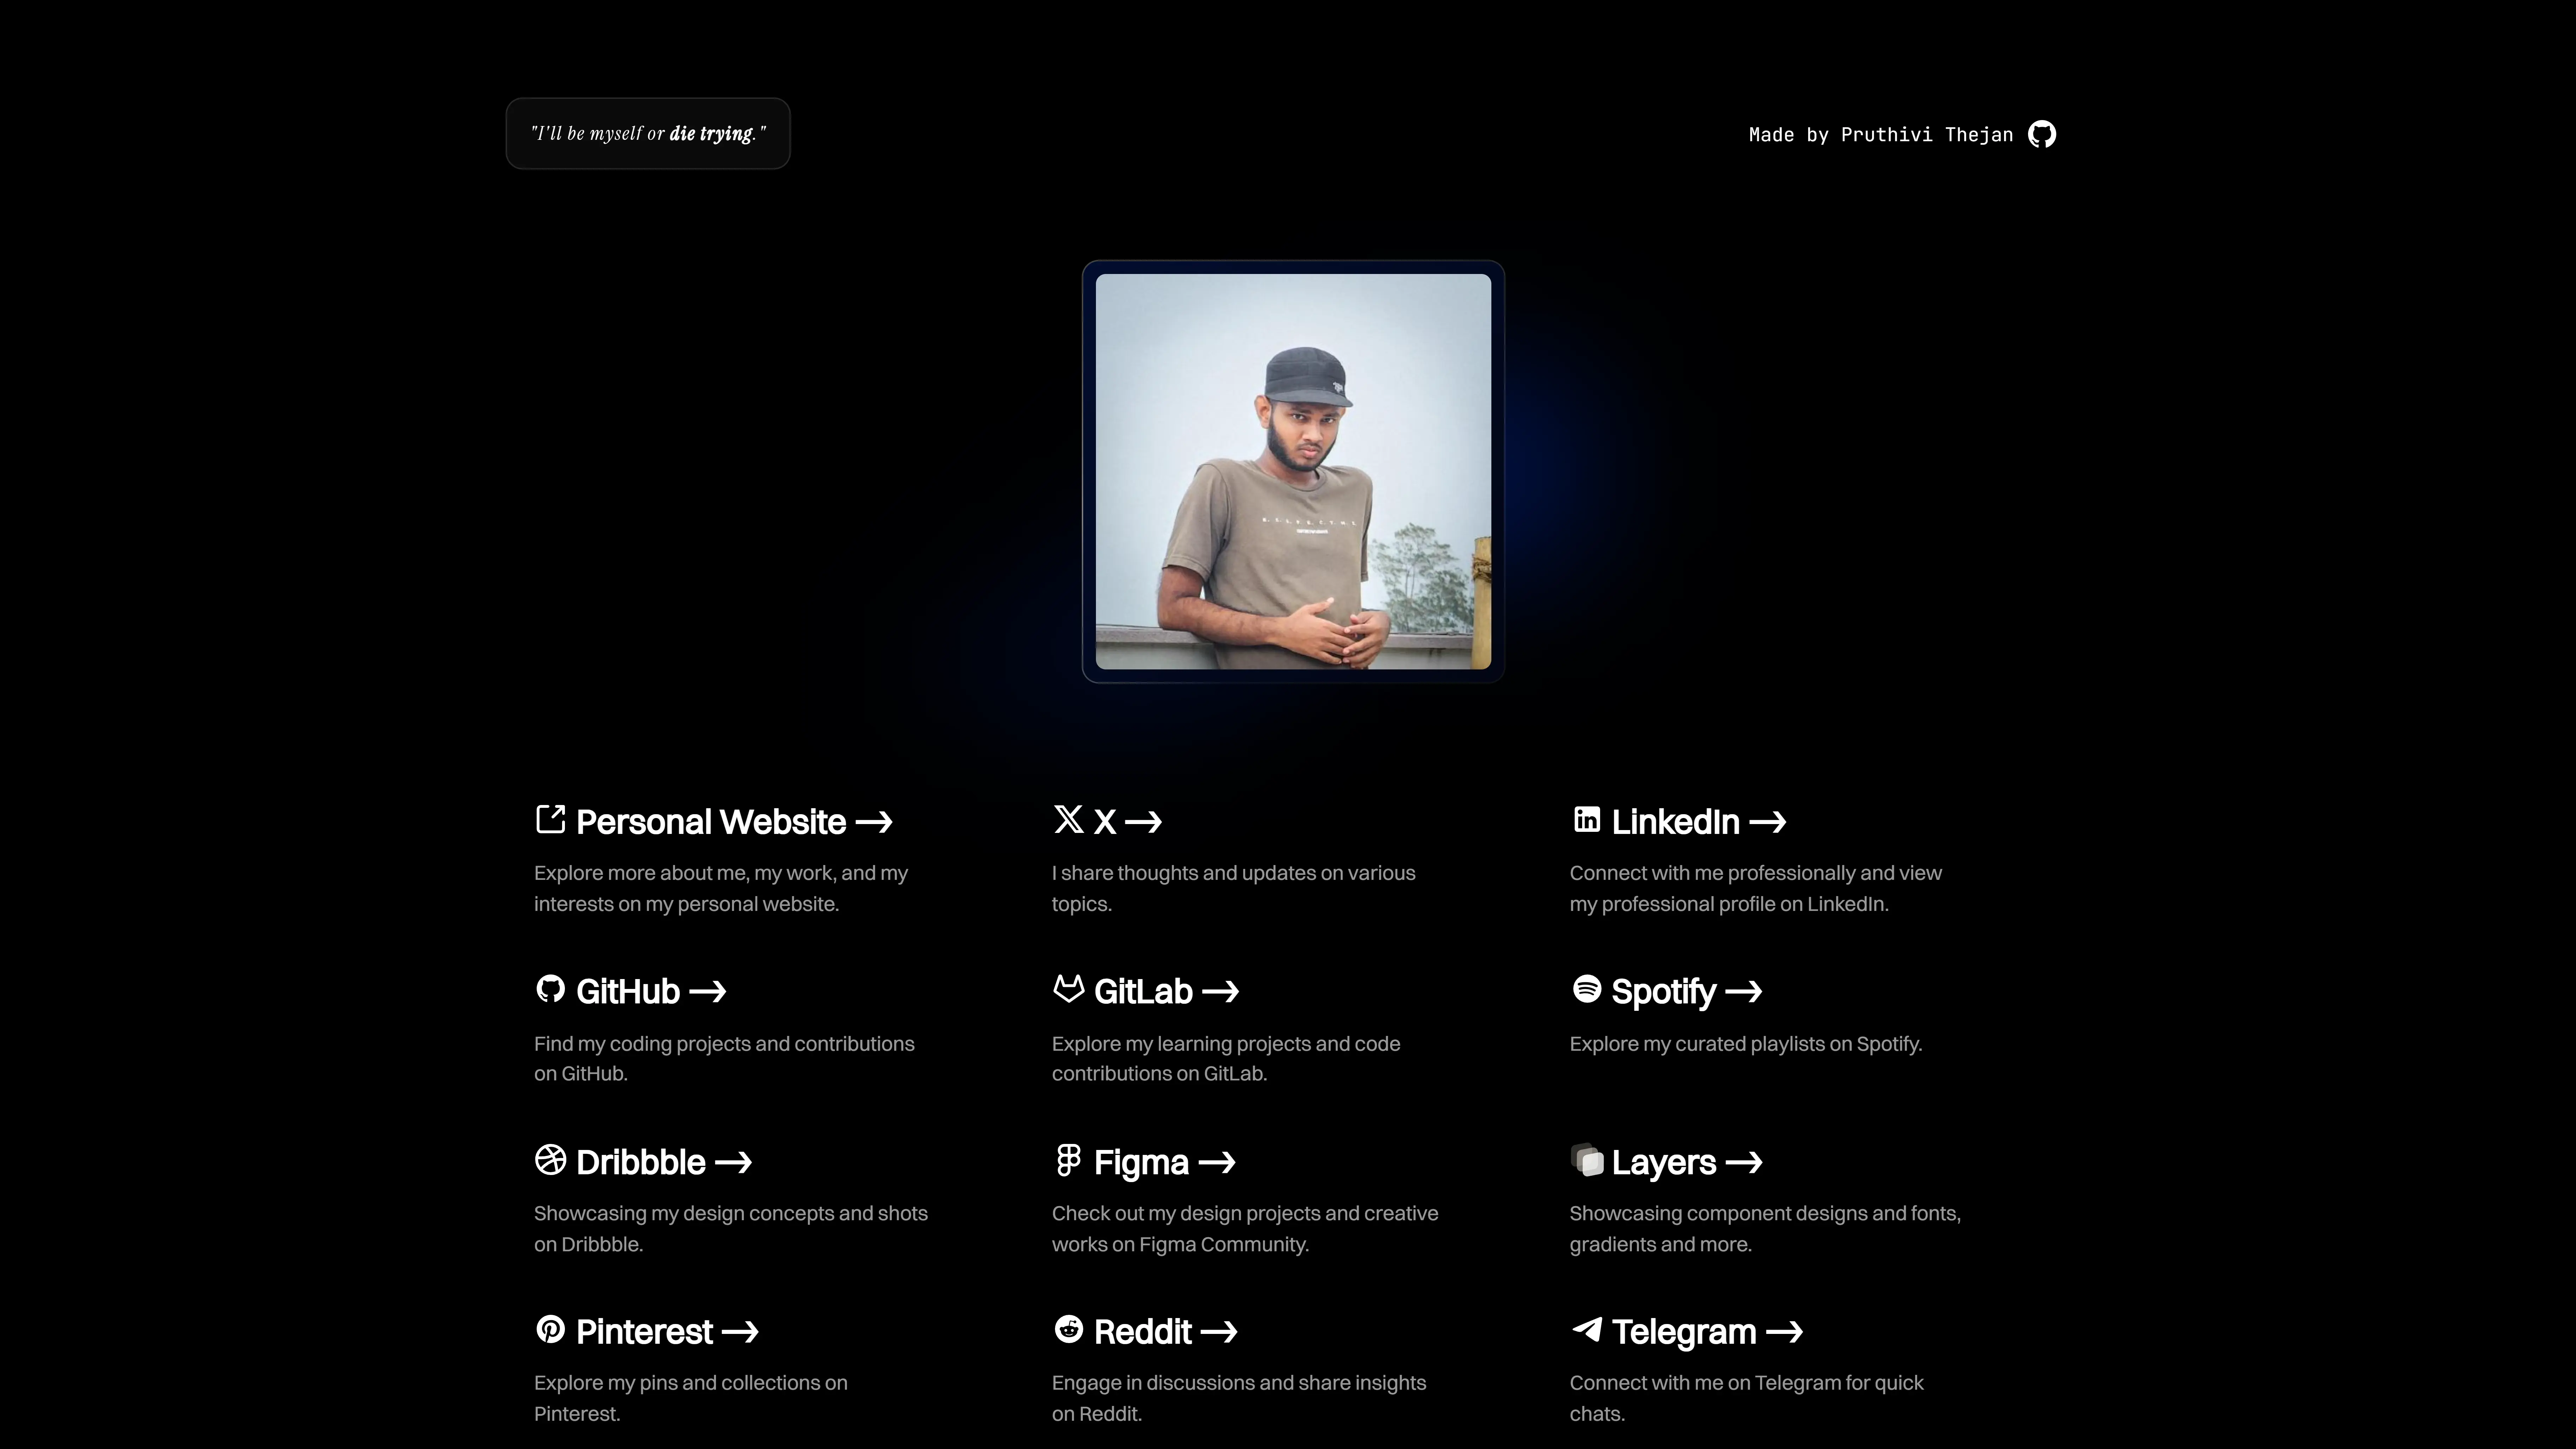 "I'll be myself or die trying."
Made by Pruthivi Thejan
Personal Website →
Explore more about me, my work, and my
interests on my personal website.
X →
I share thoughts and updates on various
topics.
LinkedIn →
Connect with me professionally and view
my professional profile on LinkedIn.
GitHub →
Find my coding projects and contributions
on GitHub.
GitLab →
Explore my learning projects and code
contributions on GitLab.
Spotify →
Explore my curated playlists on Spotify.
Dribbble →
Showcasing my design concepts and shots
on Dribbble.
Figma →
Check out my design projects and creative
works on Figma Community.
Layers →
Showcasing component designs and fonts,
gradients and more.
Pinterest →
Explore my pins and collections on
Pinterest.
Reddit →
Engage in discussions and share insights
on Reddit.
Telegram →
Connect with me on Telegram for quick
chats.